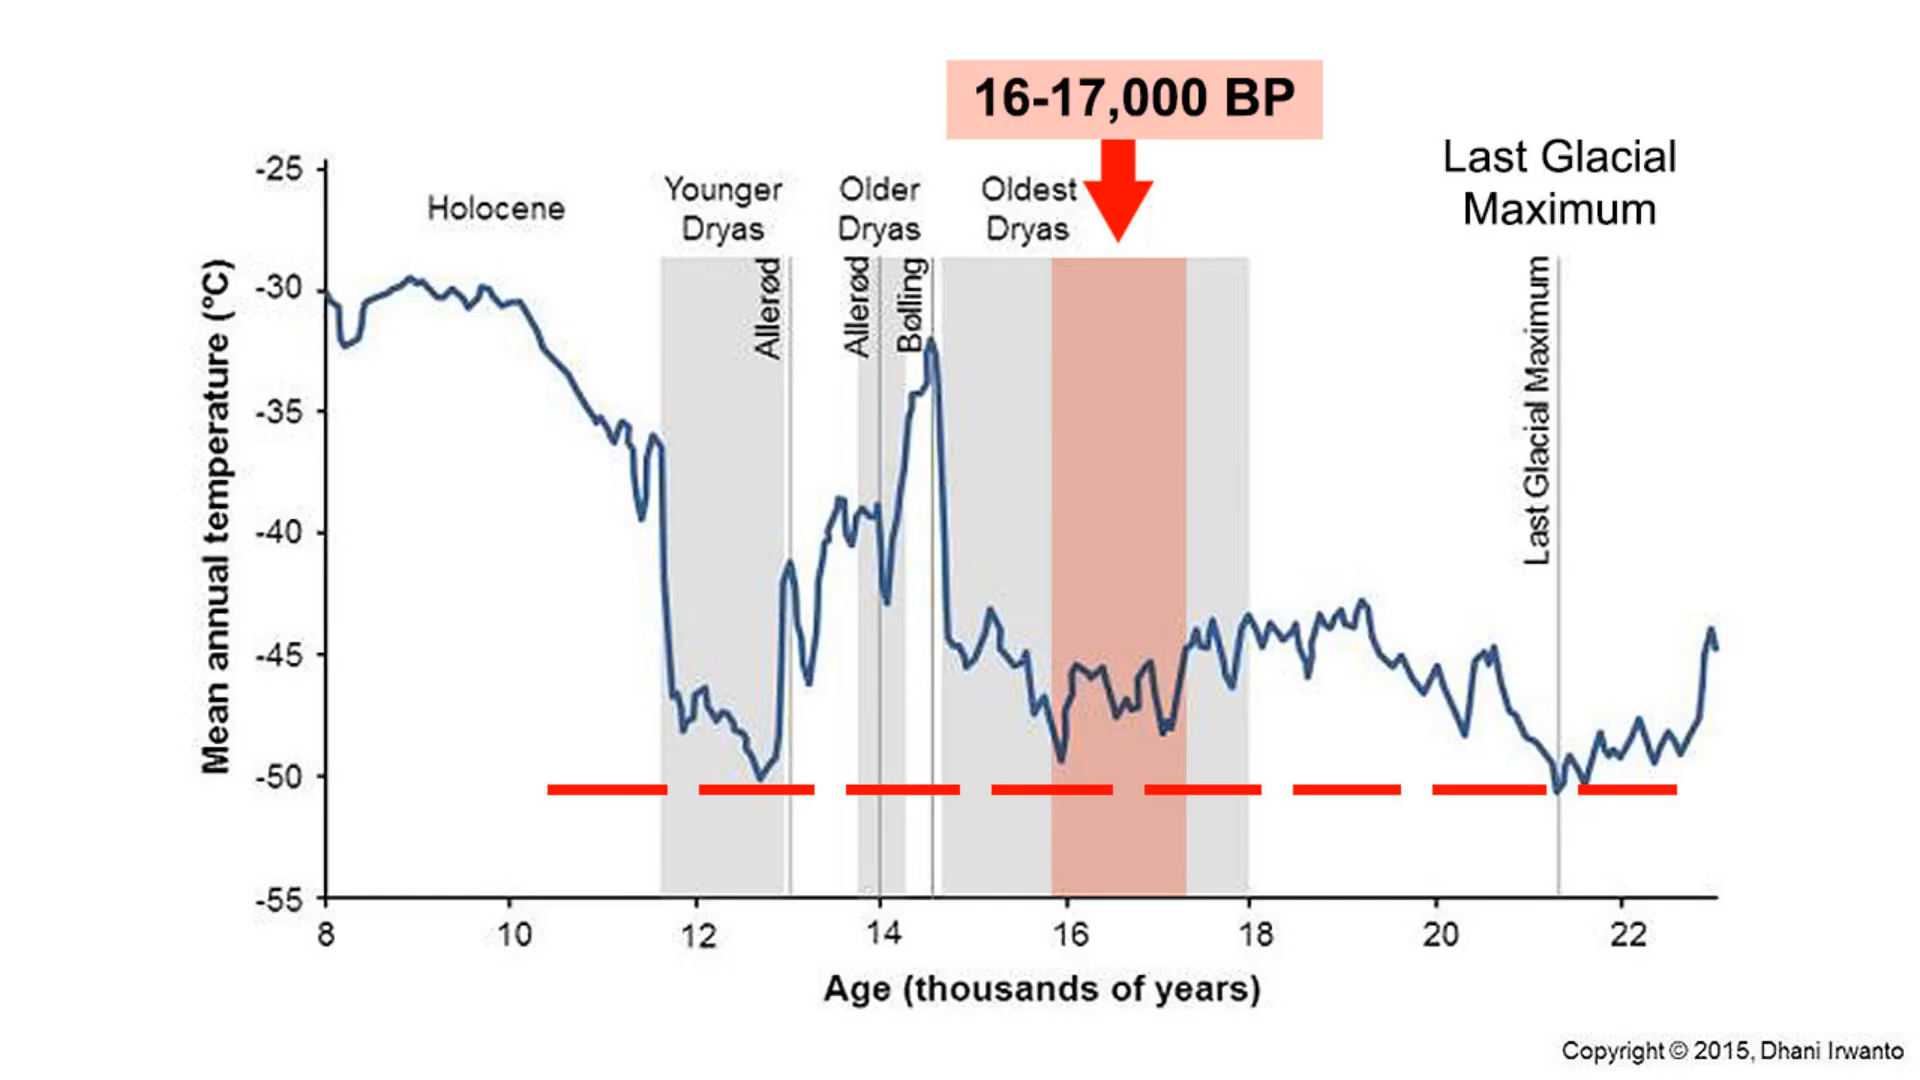 16-17,000 BP
Last Glacial
Maximum
Holocene
Younger
Dryas
Older
Dryas
Oldest
Dryas
Allerød
Allerød
Bølling
Last Glacial Maximum
Mean annual temperature (°C)
-25
-30
-35
-40
-45
-50
-55
8 10 12 14 16 18 20 22
Age (thousands of years)
Copyright © 2015, Dhani Irwanto